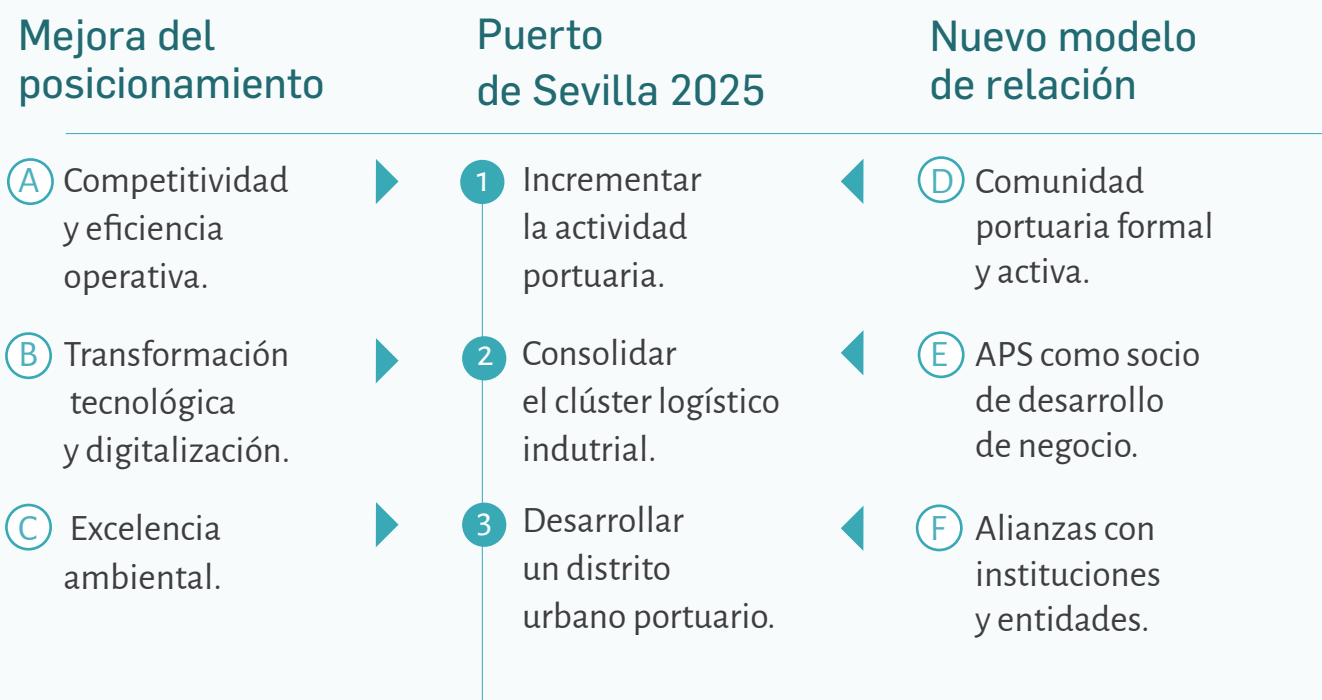 Mejora del
posicionamiento
A Competitividad
y eficiencia
operativa.
B Transformación
tecnológica
y digitalización.
C Excelencia
ambiental.
Puerto
de Sevilla 2025
1 Incrementar
la actividad
portuaria.
2 Consolidar
el clúster logístico
indutrial.
3 Desarrollar
un distrito
urbano portuario.
Nuevo modelo
de relación
D Comunidad
portuaria formal
y activa.
E APS como socio
de desarrollo
de negocio.
F Alianzas con
instituciones
y entidades.